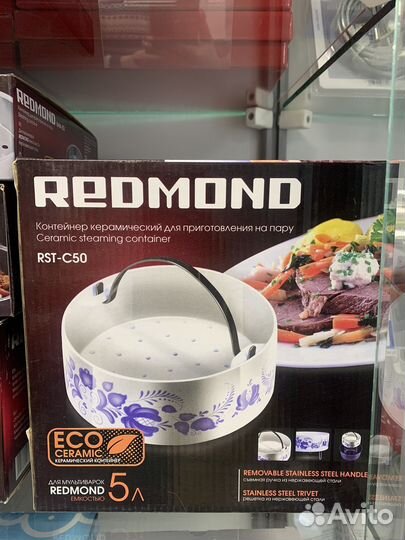 REDMOND
REDMOND
Контейнер керамический для приготовления на пару
Ceramic steaming container
RST-C50
ECO
CERAMIC
КЕРАМИЧЕСКИЙ КОНТЕЙНЕР
ДЛЯ МУЛЬТИВАРОК
REDMOND 5 Л
ЕМКОСТЬЮ
REMOVABLE STAINLESS STEEL HANDLE
съемная ручка из нержавеющей стали
STAINLESS STEEL TRIVET
решетка из нержавеющей стали
Avito